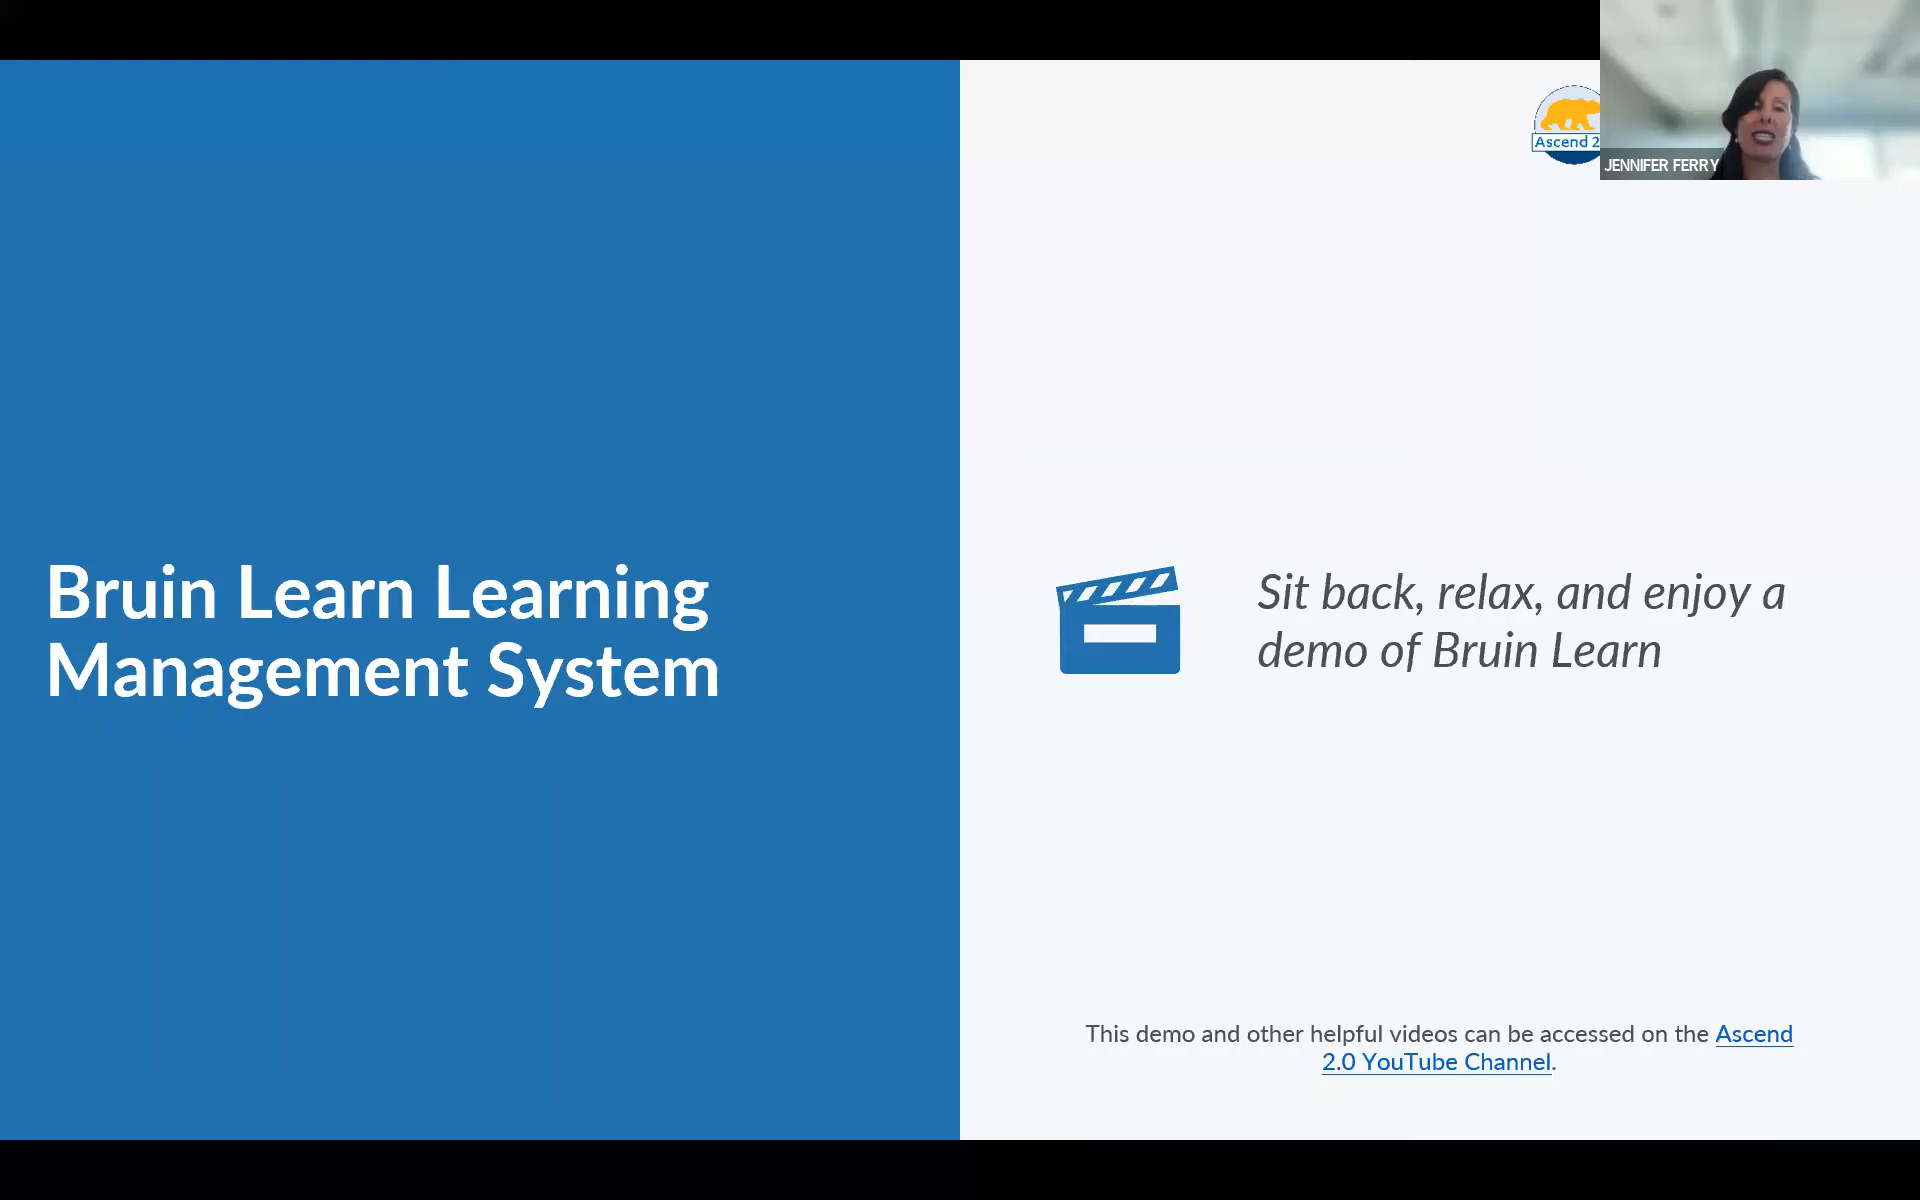 Ascend 2
JENNIFER FERRY
Bruin Learn Learning
Management System
Sit back, relax, and enjoy a
demo of Bruin Learn
This demo and other helpful videos can be accessed on the Ascend
2.0 YouTube Channel.